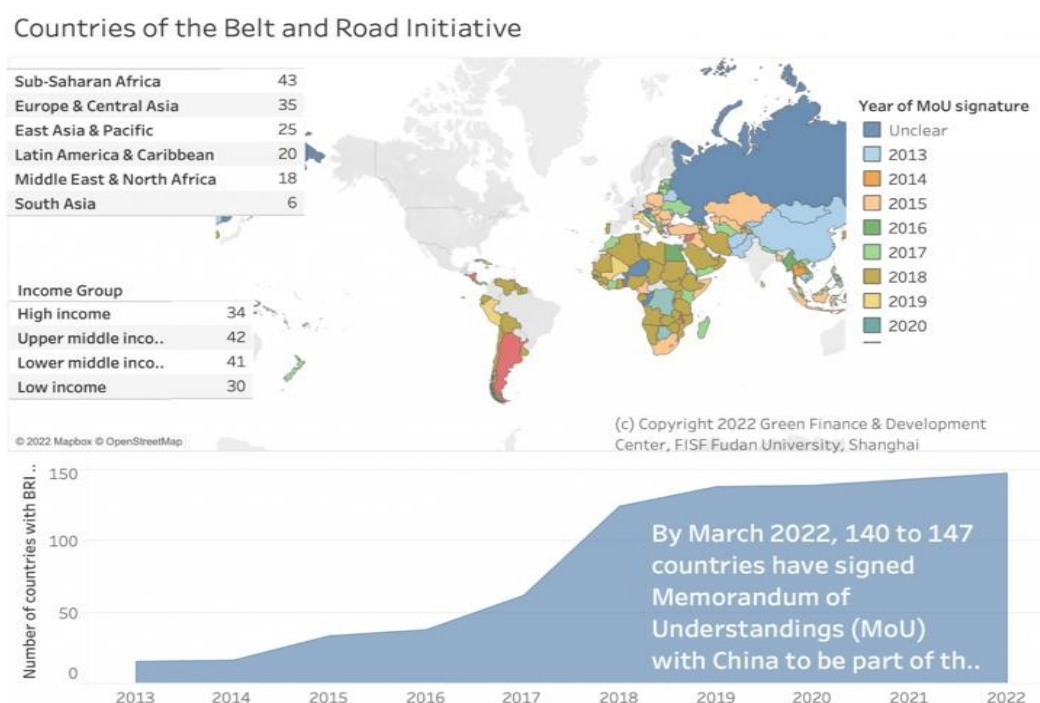 Countries of the Belt and Road Initiative
Sub-Saharan Africa 43
Europe & Central Asia 35
East Asia & Pacific 25
Latin America & Caribbean 20
Middle East & North Africa 18
South Asia 6
Income Group
High income 34
Upper middle inco.. 42
Lower middle inco.. 41
Low income 30
© 2022 Mapbox © OpenStreetMap
Year of MoU signature
Unclear
2013
2014
2015
2016
2017
2018
2019
2020
(c) Copyright 2022 Green Finance & Development
Center, FISF Fudan University, Shanghai
Number of countries with BRI ..
150
100
50
0
By March 2022, 140 to 147
countries have signed
Memorandum of
Understandings (MoU)
with China to be part of th..
2013 2014 2015 2016 2017 2018 2019 2020 2021 2022